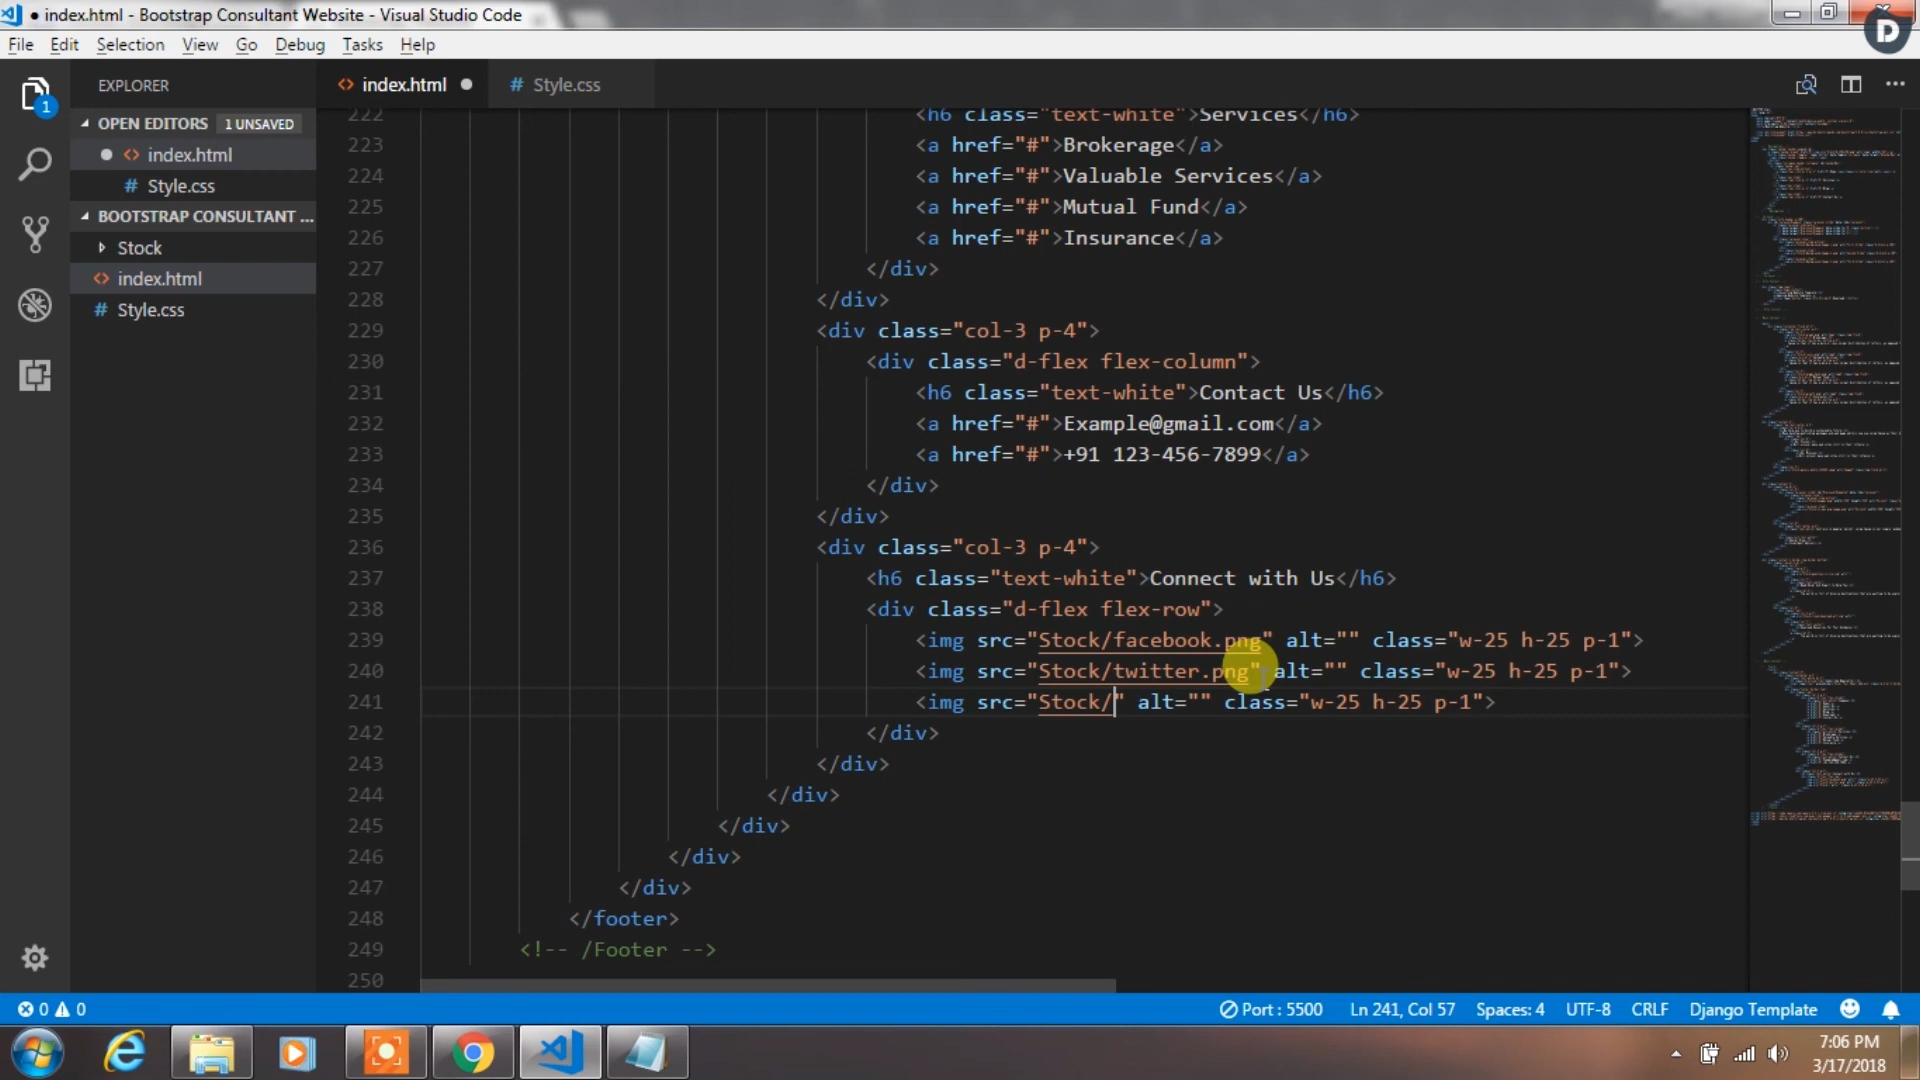 ● index.html - Bootstrap Consultant Website - Visual Studio Code
D
File Edit Selection View Go Debug Tasks Help
EXPLORER
<> index.html ●
# Style.css
1
OPEN EDITORS 1 UNSAVED
● <> index.html
# Style.css
BOOTSTRAP CONSULTANT ...
Stock
<> index.html
# Style.css
222 <h6 class="text-white">Services</h6>
223 <a href="#">Brokerage</a>
224 <a href="#">Valuable Services</a>
225 <a href="#">Mutual Fund</a>
226 <a href="#">Insurance</a>
227 </div>
228 </div>
229 <div class="col-3 p-4">
230 <div class="d-flex flex-column">
231 <h6 class="text-white">Contact Us</h6>
232 <a href="#">Example@gmail.com</a>
233 <a href="#">+91 123-456-7899</a>
234 </div>
235 </div>
236 <div class="col-3 p-4">
237 <h6 class="text-white">Connect with Us</h6>
238 <div class="d-flex flex-row">
239 <img src="Stock/facebook.png" alt="" class="w-25 h-25 p-1">
240 <img src="Stock/twitter.png" alt="" class="w-25 h-25 p-1">
241 <img src="Stock/" alt="" class="w-25 h-25 p-1">
242 </div>
243 </div>
244 </div>
245 </div>
246 </div>
247 </div>
248 </footer>
249 <!-- /Footer -->
250
0 0
Port : 5500 Ln 241, Col 57 Spaces: 4 UTF-8 CRLF Django Template
7:06 PM
3/17/2018